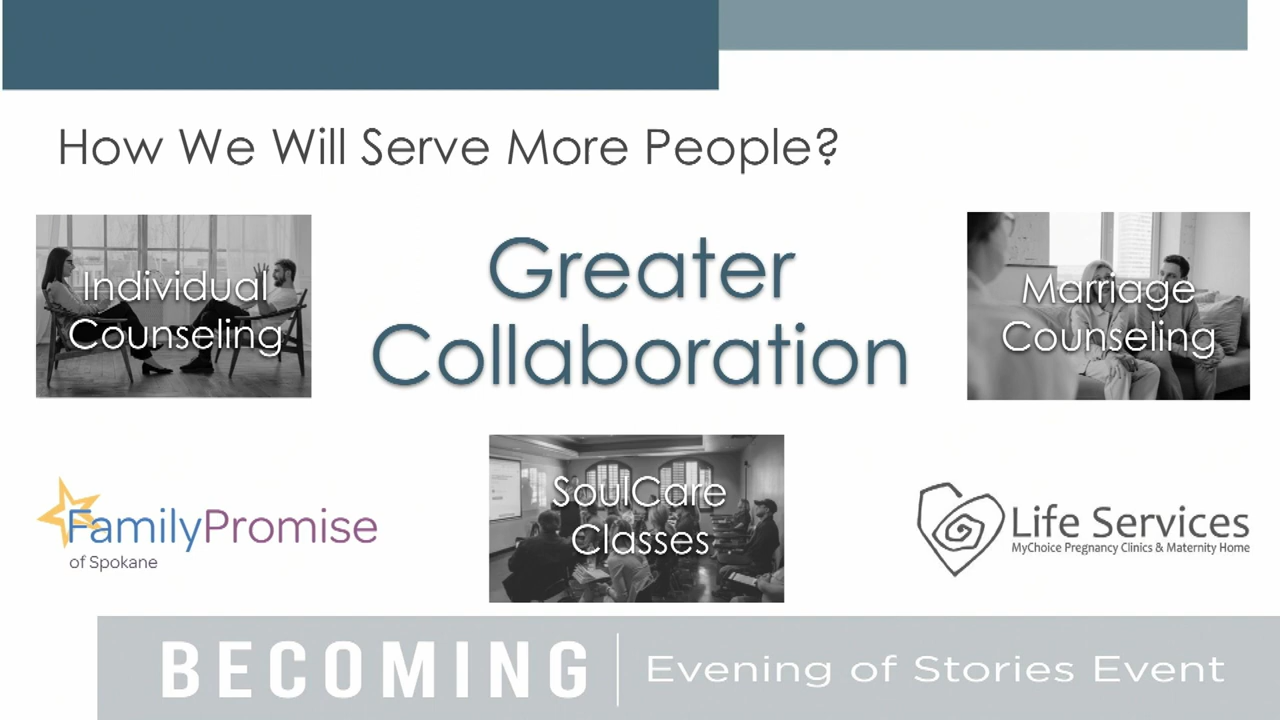 How We Will Serve More People?
Individual
Counseling
Greater
Collaboration
Marriage
Counseling
SoulCare
Classes
FamilyPromise
of Spokane
Life Services
MyChoice Pregnancy Clinics & Maternity Home
BECOMING
Evening of Stories Event